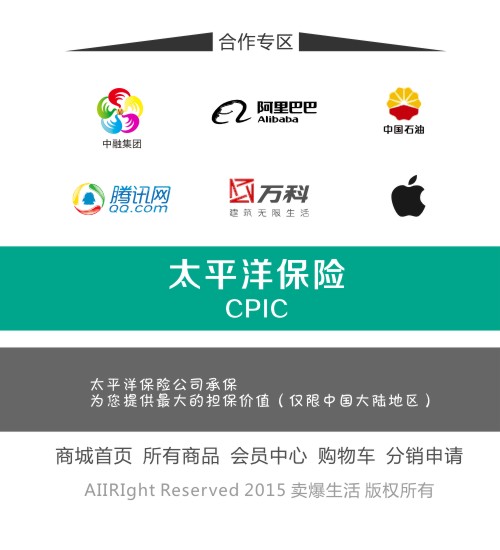 合作专区
中融集团
阿里巴巴
Alibaba
中国石油
腾讯网
QQ.com
万科
建筑无限生活
太平洋保险
CPIC
太平洋保险公司承保
为您提供最大的担保价值（仅限中国大陆地区）
商城首页 所有商品 会员中心 购物车 分销申请
AIIRIght Reserved 2015 卖爆生活 版权所有